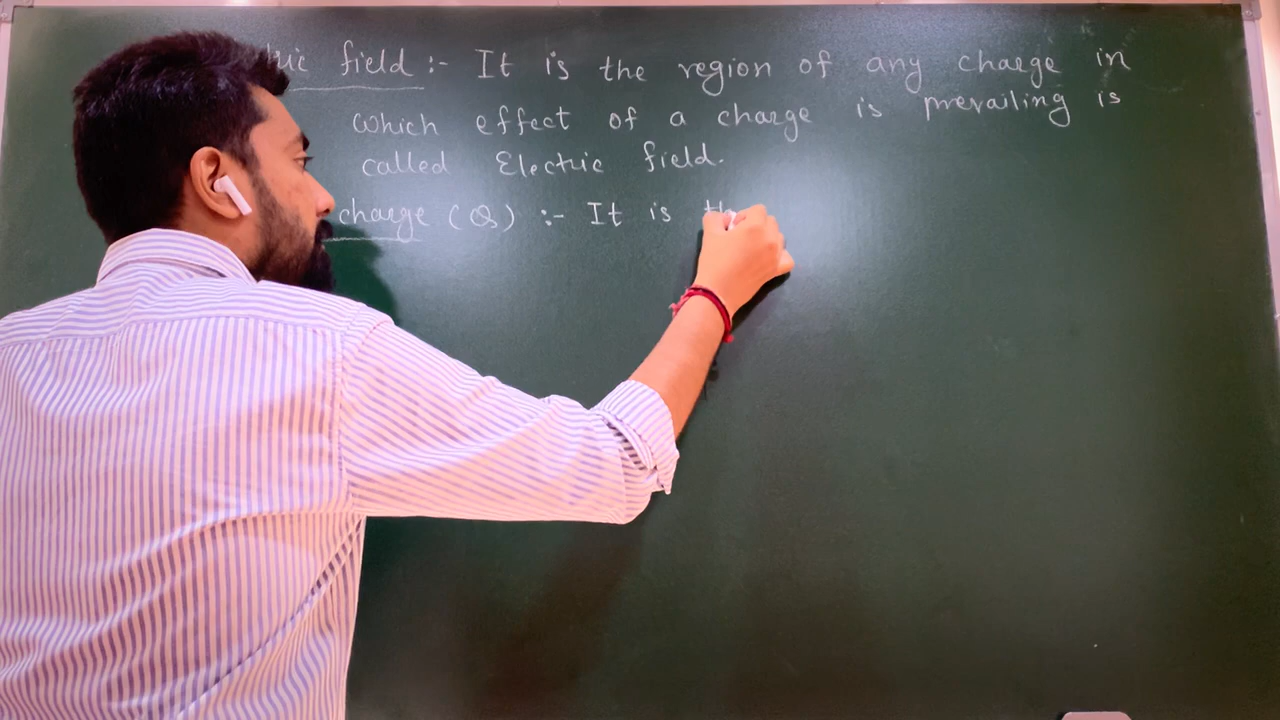 field :- It is the region of any charge in
which effect of a charge is prevailing is
called Electric field.
charge (Q) :- It is